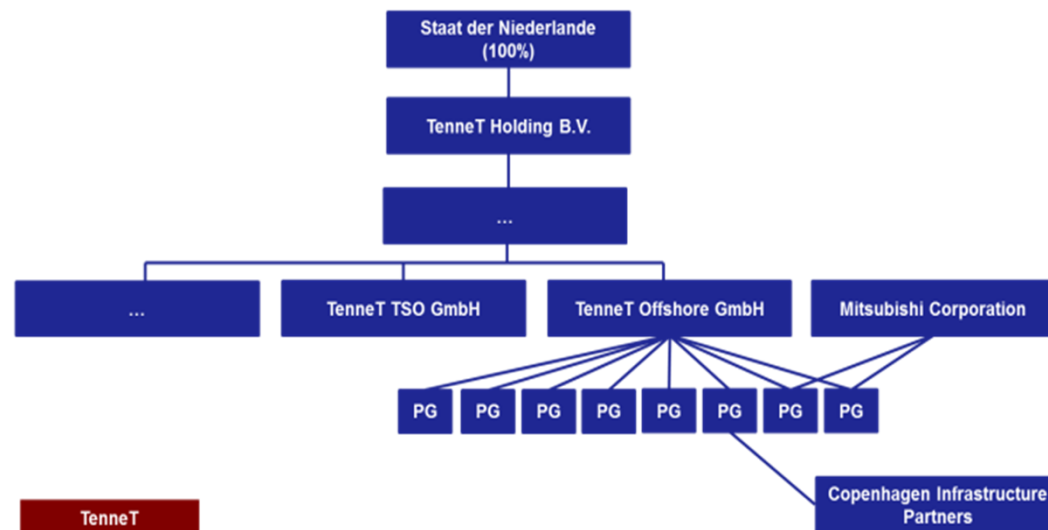 Staat der Niederlande
(100%)
TenneT Holding B.V.
...
...
TenneT TSO GmbH
TenneT Offshore GmbH
Mitsubishi Corporation
PG
PG
PG
PG
PG
PG
PG
PG
Copenhagen Infrastructure
Partners
TenneT